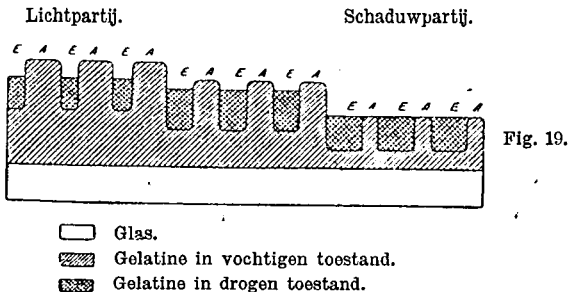 Lichtpartij. Schaduwpartij.
E A E A E A E A E A E A E A E A E A
Fig. 19.
Glas.
Gelatine in vochtigen toestand.
Gelatine in drogen toestand.